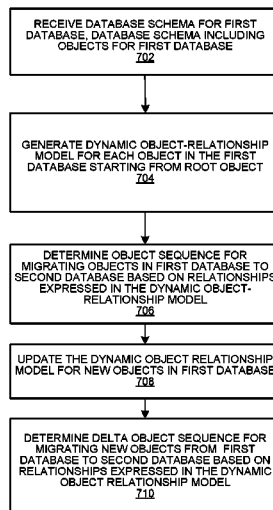 RECEIVE DATABASE SCHEMA FOR FIRST
DATABASE, DATABASE SCHEMA INCLUDING
OBJECTS FOR FIRST DATABASE
702
GENERATE DYNAMIC OBJECT-RELATIONSHIP
MODEL FOR EACH OBJECT IN THE FIRST
DATABASE STARTING FROM ROOT OBJECT
704
DETERMINE OBJECT SEQUENCE FOR
MIGRATING OBJECTS IN FIRST DATABASE TO
SECOND DATABASE BASED ON RELATIONSHIPS
EXPRESSED IN THE DYNAMIC OBJECT-
RELATIONSHIP MODEL
706
UPDATE THE DYNAMIC OBJECT RELATIONSHIP
MODEL FOR NEW OBJECTS IN FIRST DATABASE
708
DETERMINE DELTA OBJECT SEQUENCE FOR
MIGRATING NEW OBJECTS FROM FIRST
DATABASE TO SECOND DATABASE BASED ON
RELATIONSHIPS EXPRESSED IN THE DYNAMIC
OBJECT RELATIONSHIP MODEL
710